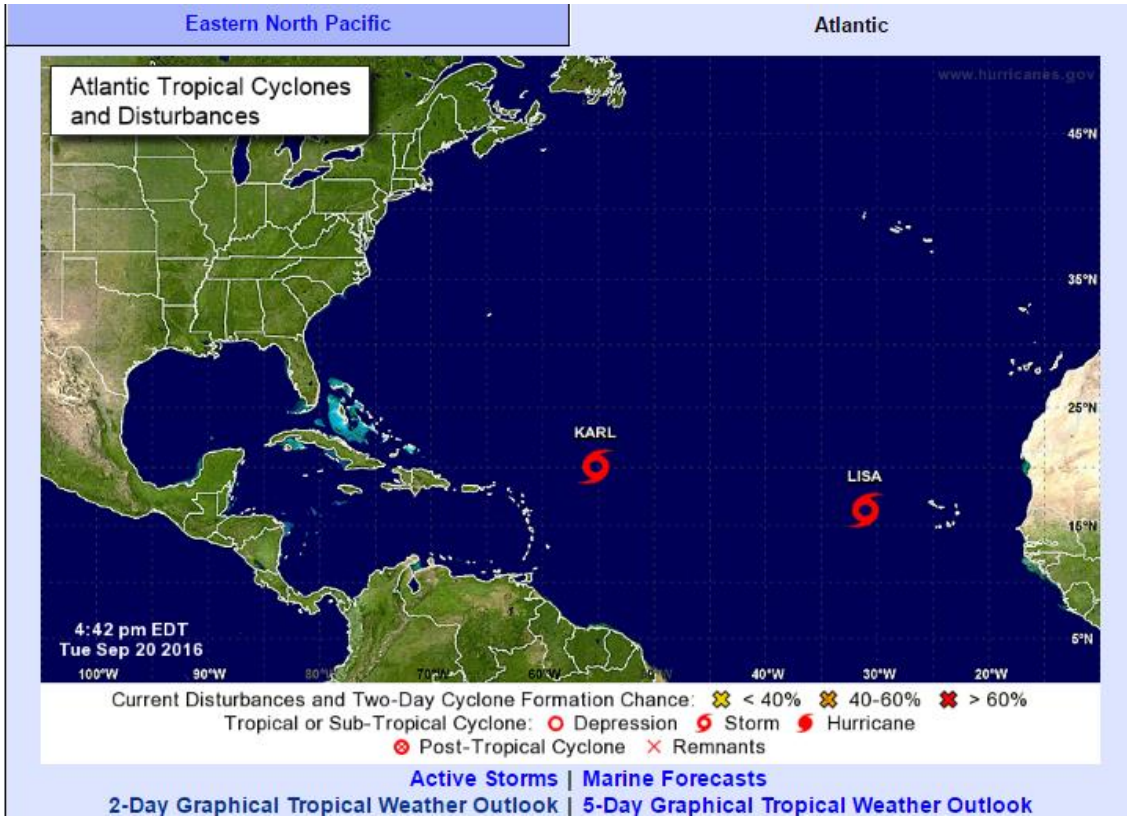 Eastern North Pacific
Atlantic
Atlantic Tropical Cyclones
and Disturbances
www.hurricanes.gov
45°N
35°N
25°N
KARL
LISA
15°N
4:42 pm EDT
Tue Sep 20 2016
5°N
100°W 90°W 80°W 70°W 60°W 50°W 40°W 30°W 20°W
Current Disturbances and Two-Day Cyclone Formation Chance: < 40% 40-60% > 60%
Tropical or Sub-Tropical Cyclone: Depression Storm Hurricane
Post-Tropical Cyclone Remnants
Active Storms | Marine Forecasts
2-Day Graphical Tropical Weather Outlook | 5-Day Graphical Tropical Weather Outlook